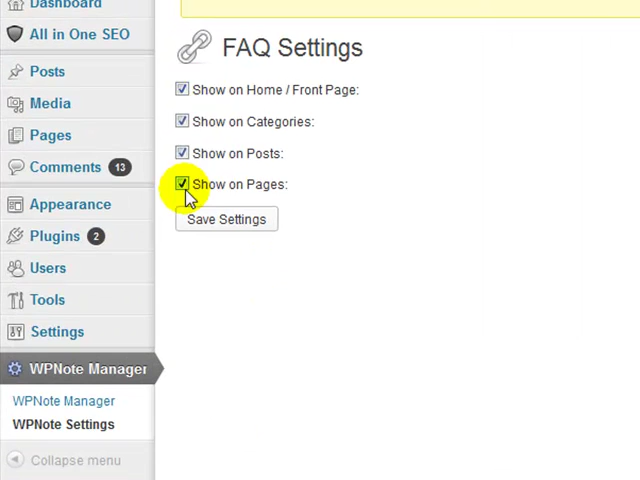 Dashboard
All in One SEO
Posts
Media
Pages
Comments 13
Appearance
Plugins 2
Users
Tools
Settings
WPNote Manager
WPNote Manager
WPNote Settings
Collapse menu
FAQ Settings
Show on Home / Front Page:
Show on Categories:
Show on Posts:
Show on Pages:
Save Settings